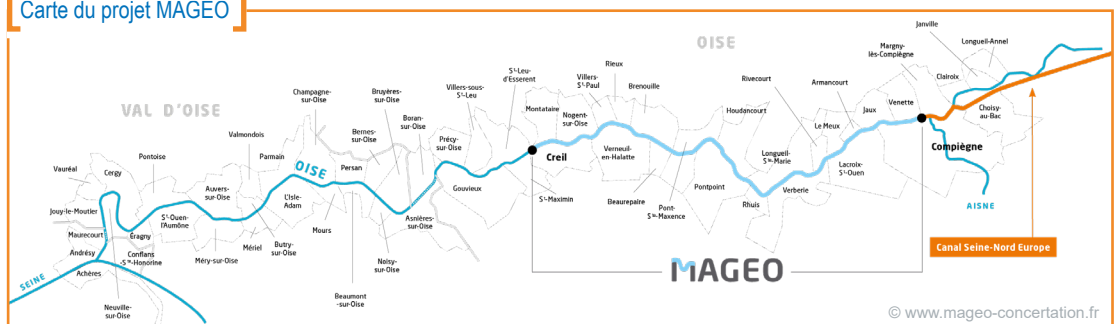 Carte du projet MAGEO
OISE
VAL D'OISE
Janville
Longueil-Annel
Margny-
lès-Compiègne
Clairoix
Choisy-
au-Bac
Rivecourt
Armancourt
Venette
Jaux
Le Meux
Compiègne
Lacroix-
St-Ouen
AISNE
Canal Seine-Nord Europe
Houdancourt
Longueil-
Ste-Marie
Verberie
Rhuis
Pontpoint
Pont-
Ste-Maxence
Beaurepaire
Rieux
Villers-
St-Paul
Brenouille
Nogent-
sur-Oise
Montataire
Verneuil-
en-Halatte
Creil
St-Maximin
St-Leu-
d'Esserent
Villers-sous-
St-Leu
Précy-
sur-Oise
Gouvieux
Boran-
sur-Oise
Bruyères-
sur-Oise
Asnières-
sur-Oise
Noisy-
sur-Oise
Bernes-
sur-Oise
Champagne-
sur-Oise
Persan
Beaumont
-sur-Oise
Mours
OISE
Parmain
L'Isle-
Adam
Valmondois
Butry-
sur-Oise
Mériel
Auvers-
sur-Oise
Méry-sur-Oise
Pontoise
St-Ouen-
l'Aumône
Vauréal
Cergy
Jouy-le-Moutier
Éragny
Maurecourt
Conflans
-Ste-Honorine
Andrésy
Achères
Neuville-
sur-Oise
SEINE
MAGEO
© www.mageo-concertation.fr